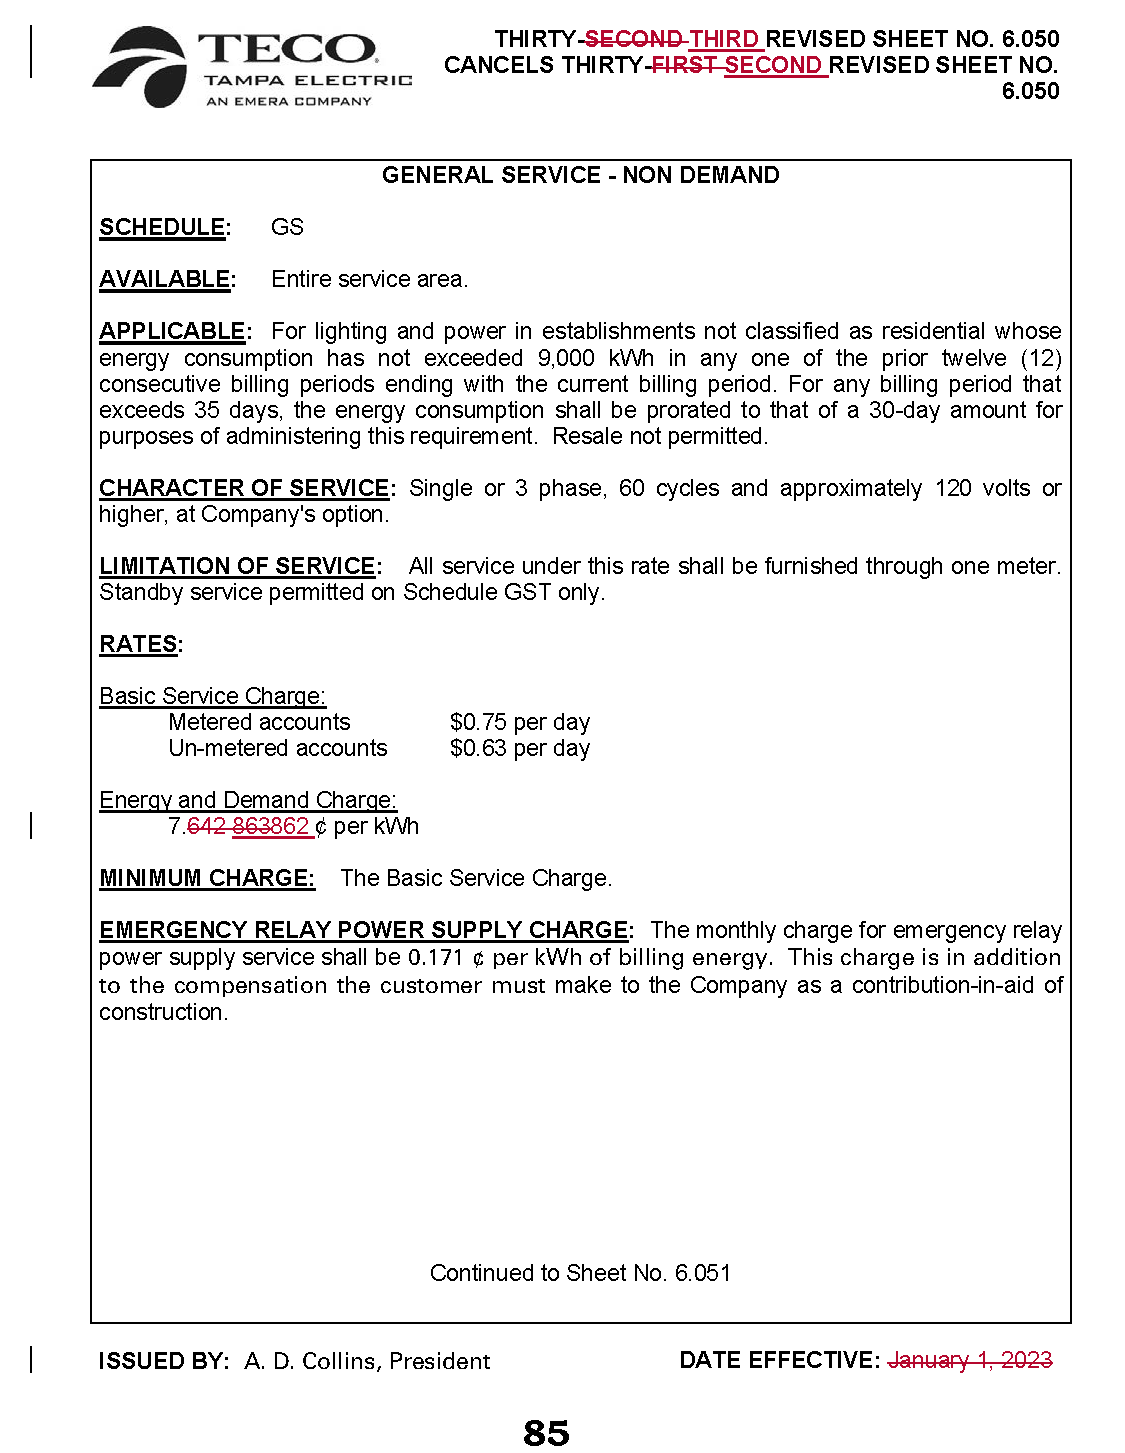 TECO.
TAMPA ELECTRIC
AN EMERA COMPANY
THIRTY-SECOND THIRD REVISED SHEET NO. 6.050
CANCELS THIRTY-FIRST SECOND REVISED SHEET NO.
6.050
GENERAL SERVICE - NON DEMAND
SCHEDULE: GS
AVAILABLE: Entire service area.
APPLICABLE: For lighting and power in establishments not classified as residential whose
energy consumption has not exceeded 9,000 kWh in any one of the prior twelve (12)
consecutive billing periods ending with the current billing period. For any billing period that
exceeds 35 days, the energy consumption shall be prorated to that of a 30-day amount for
purposes of administering this requirement. Resale not permitted.
CHARACTER OF SERVICE: Single or 3 phase, 60 cycles and approximately 120 volts or
higher, at Company's option.
LIMITATION OF SERVICE: All service under this rate shall be furnished through one meter.
Standby service permitted on Schedule GST only.
RATES:
Basic Service Charge:
Metered accounts $0.75 per day
Un-metered accounts $0.63 per day
Energy and Demand Charge:
7.642 863862 ¢ per kWh
MINIMUM CHARGE: The Basic Service Charge.
EMERGENCY RELAY POWER SUPPLY CHARGE: The monthly charge for emergency relay
power supply service shall be 0.171 ¢ per kWh of billing energy. This charge is in addition
to the compensation the customer must make to the Company as a contribution-in-aid of
construction.
Continued to Sheet No. 6.051
ISSUED BY: A. D. Collins, President DATE EFFECTIVE: January 1, 2023
85